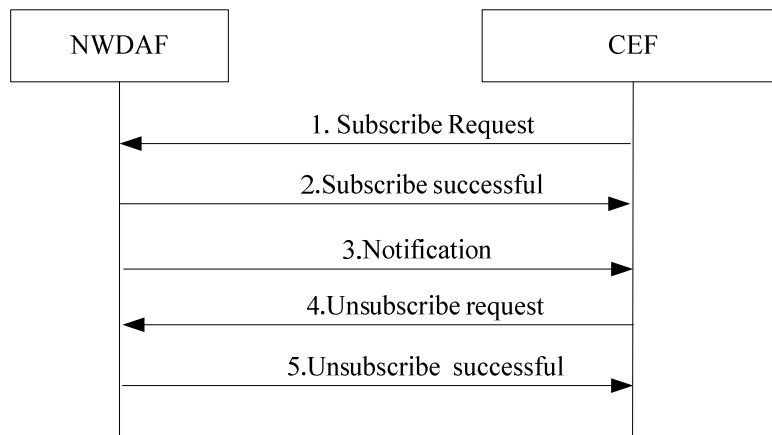 NWDAF
CEF
1. Subscribe Request
2.Subscribe successful
3.Notification
4.Unsubscribe request
5.Unsubscribe successful